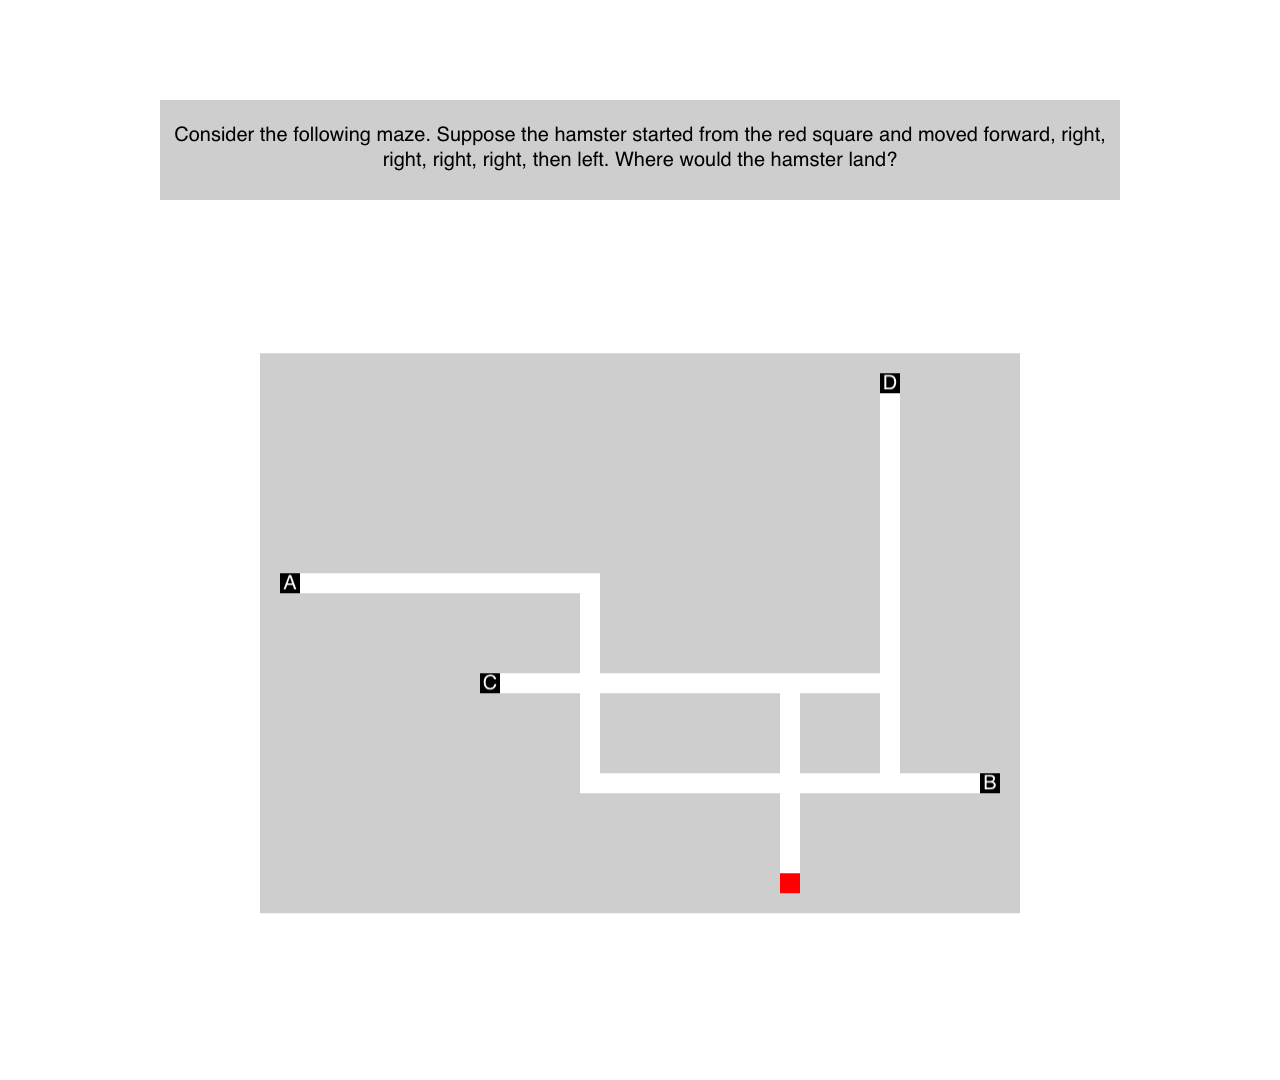 Consider the following maze. Suppose the hamster started from the red square and moved forward, right,
right, right, right, then left. Where would the hamster land?
D
A
C
B